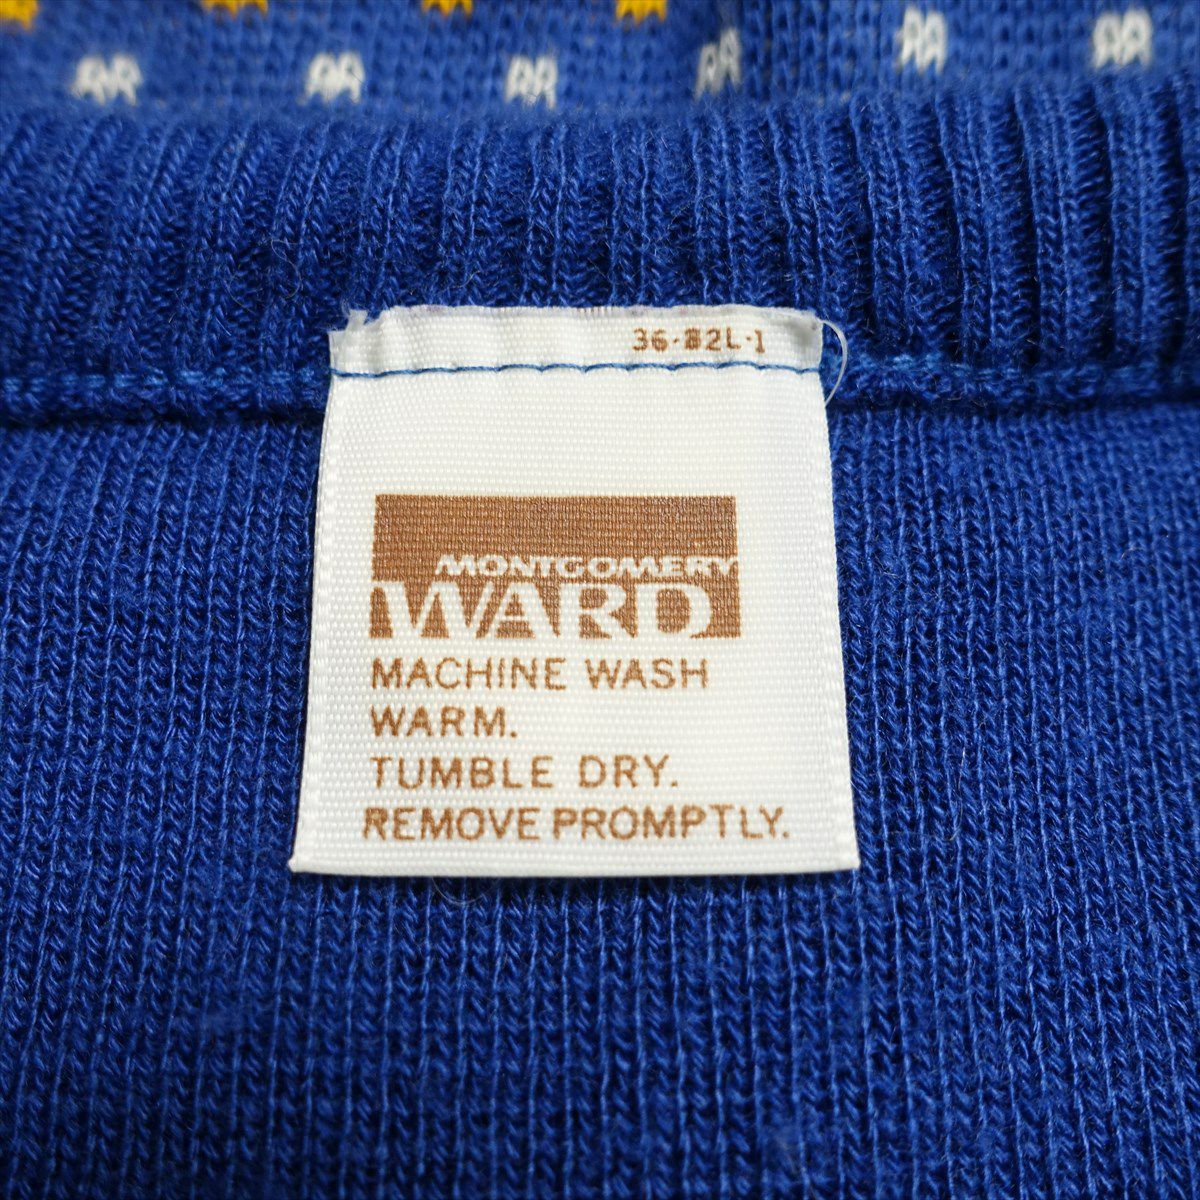 36-82L-1
MONTGOMERY
WARD
MACHINE WASH
WARM.
TUMBLE DRY.
REMOVE PROMPTLY.